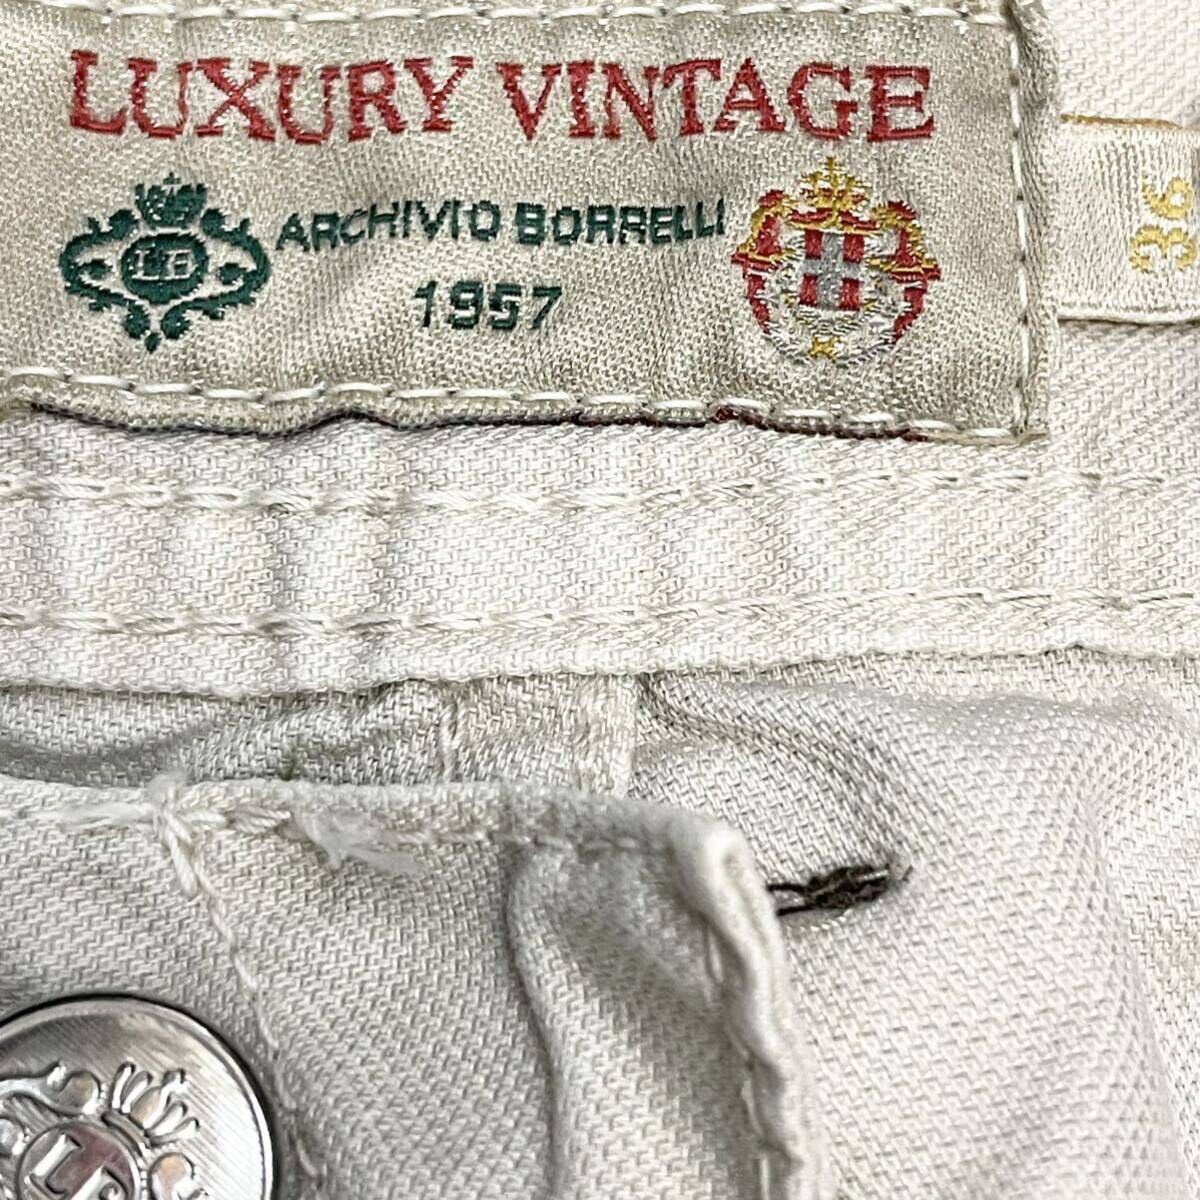 LUXURY VINTAGE
ARCHIVIO BORRELLI
1957
36